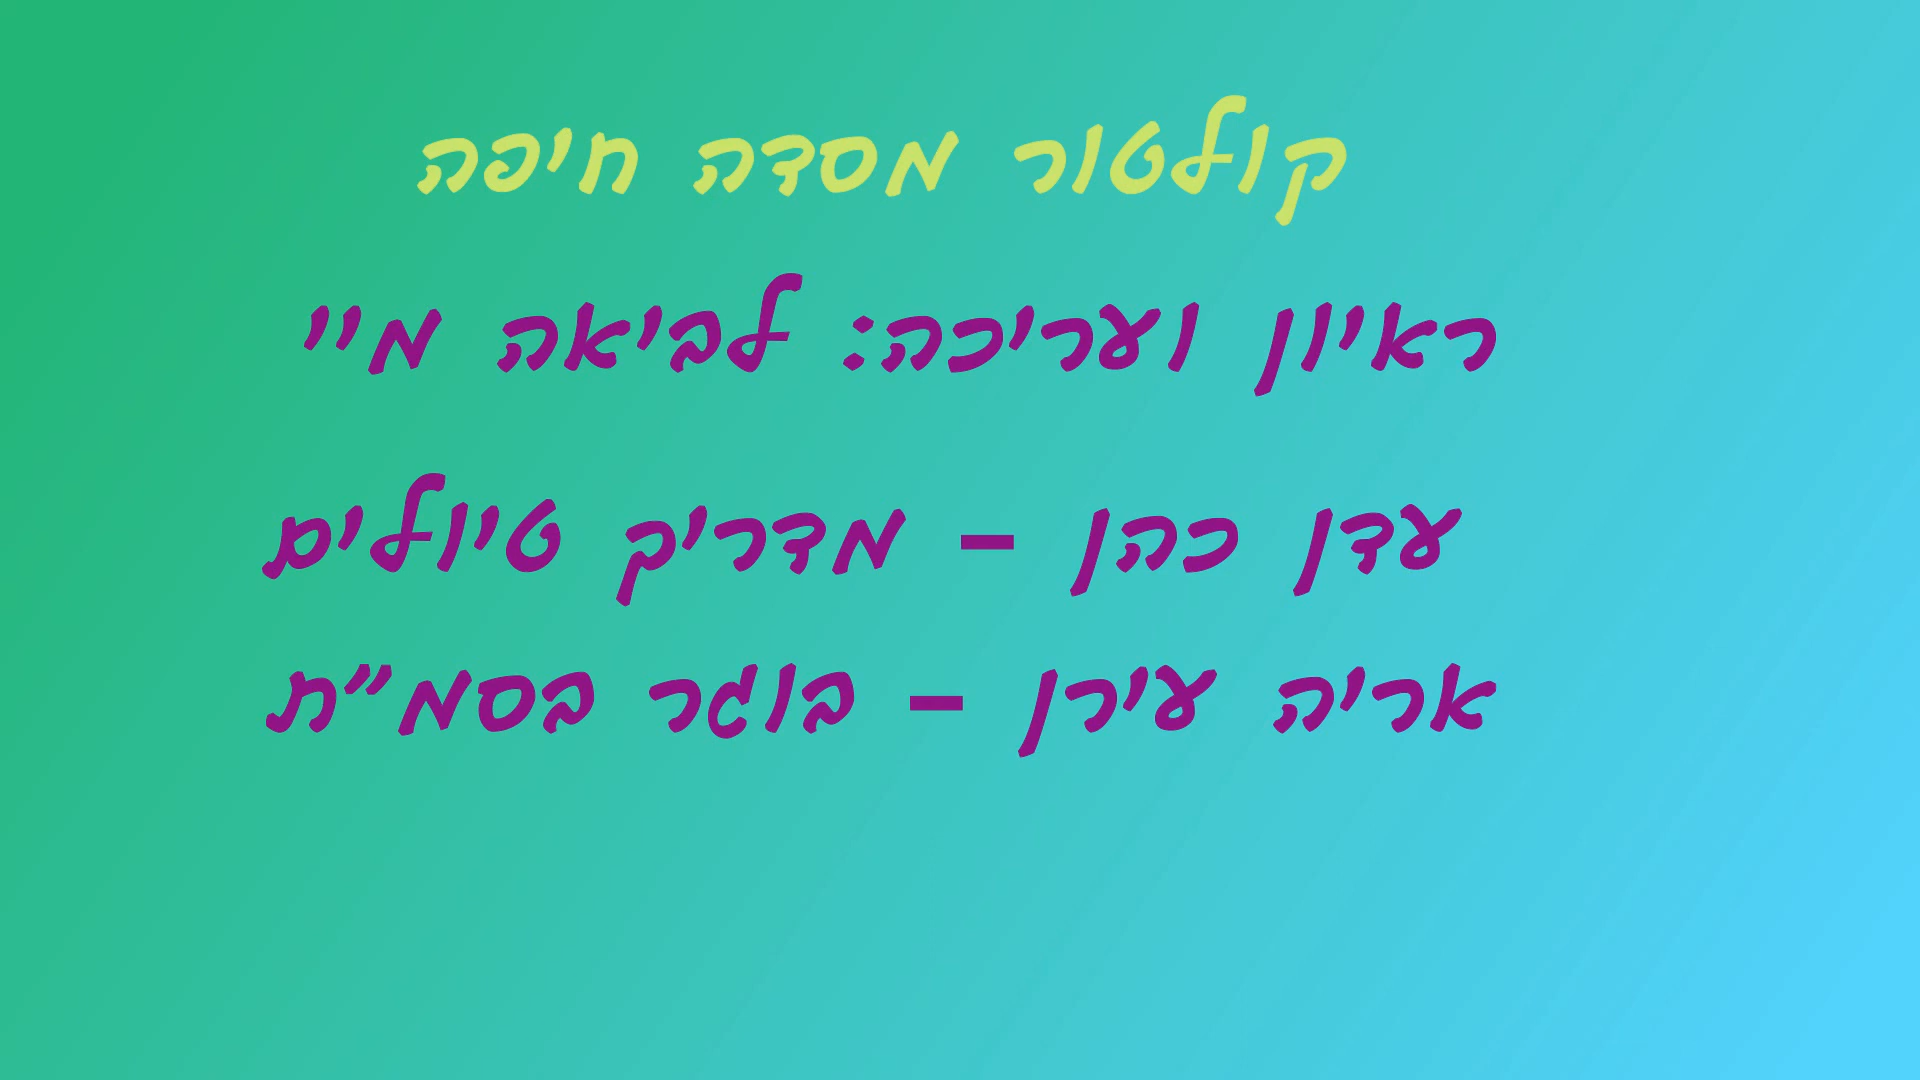 קולטור מסדה חיפה
ראיון ועריכה: לביאה מיי
עדן כהן – מדריך טיולים
אריה עירן – בוגר בסמ״ת